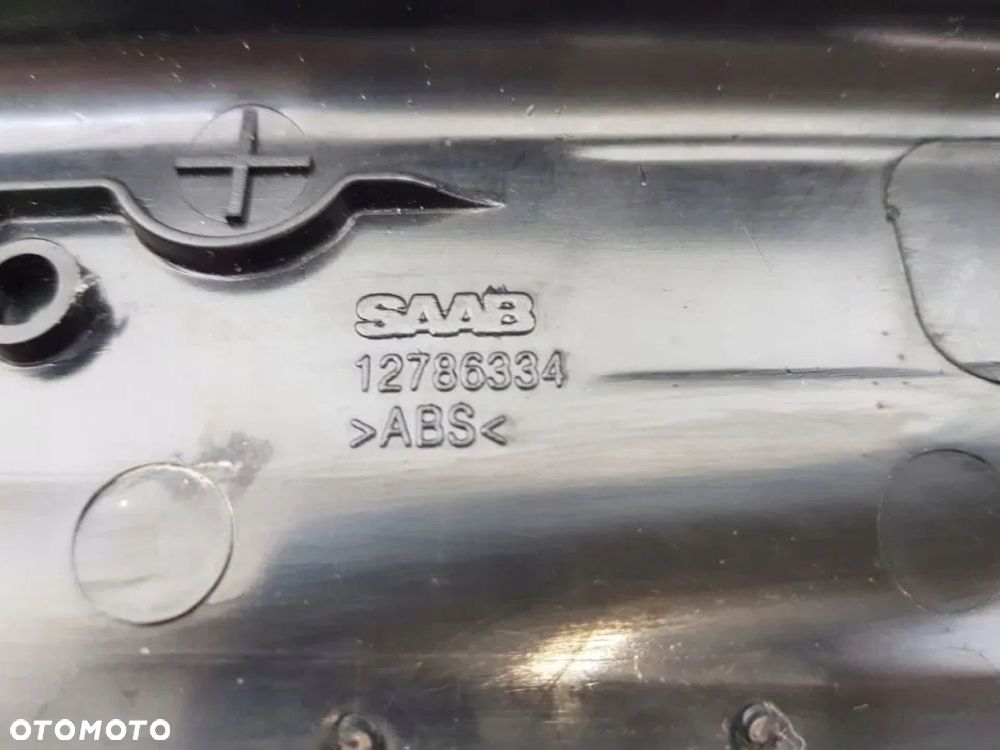 SAAB
12786334
>ABS<
OTOMOTO